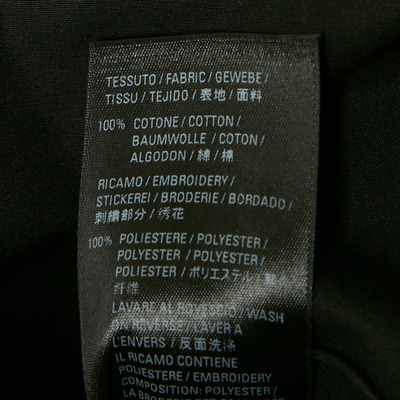 TESSUTO / FABRIC / GEWEBE /
TISSU / TEJIDO / 表地 / 面料
100% COTONE / COTTON /
BAUMWOLLE / COTON /
ALGODON / 綿 / 棉
RICAMO / EMBROIDERY /
STICKEREI / BRODERIE / BORDADO /
刺繍部分 / 绣花
100% POLIESTERE / POLYESTER /
POLYESTER / POLYESTER /
POLIESTER / ポリエステル /
纤维
LAVARE AL ROVESCIO / WASH
ON REVERSE / LAVER A
L'ENVERS / 反面洗涤
IL RICAMO CONTIENE
POLIESTERE / EMBROIDERY
COMPOSITION: POLYESTER /
LA BRODERIE